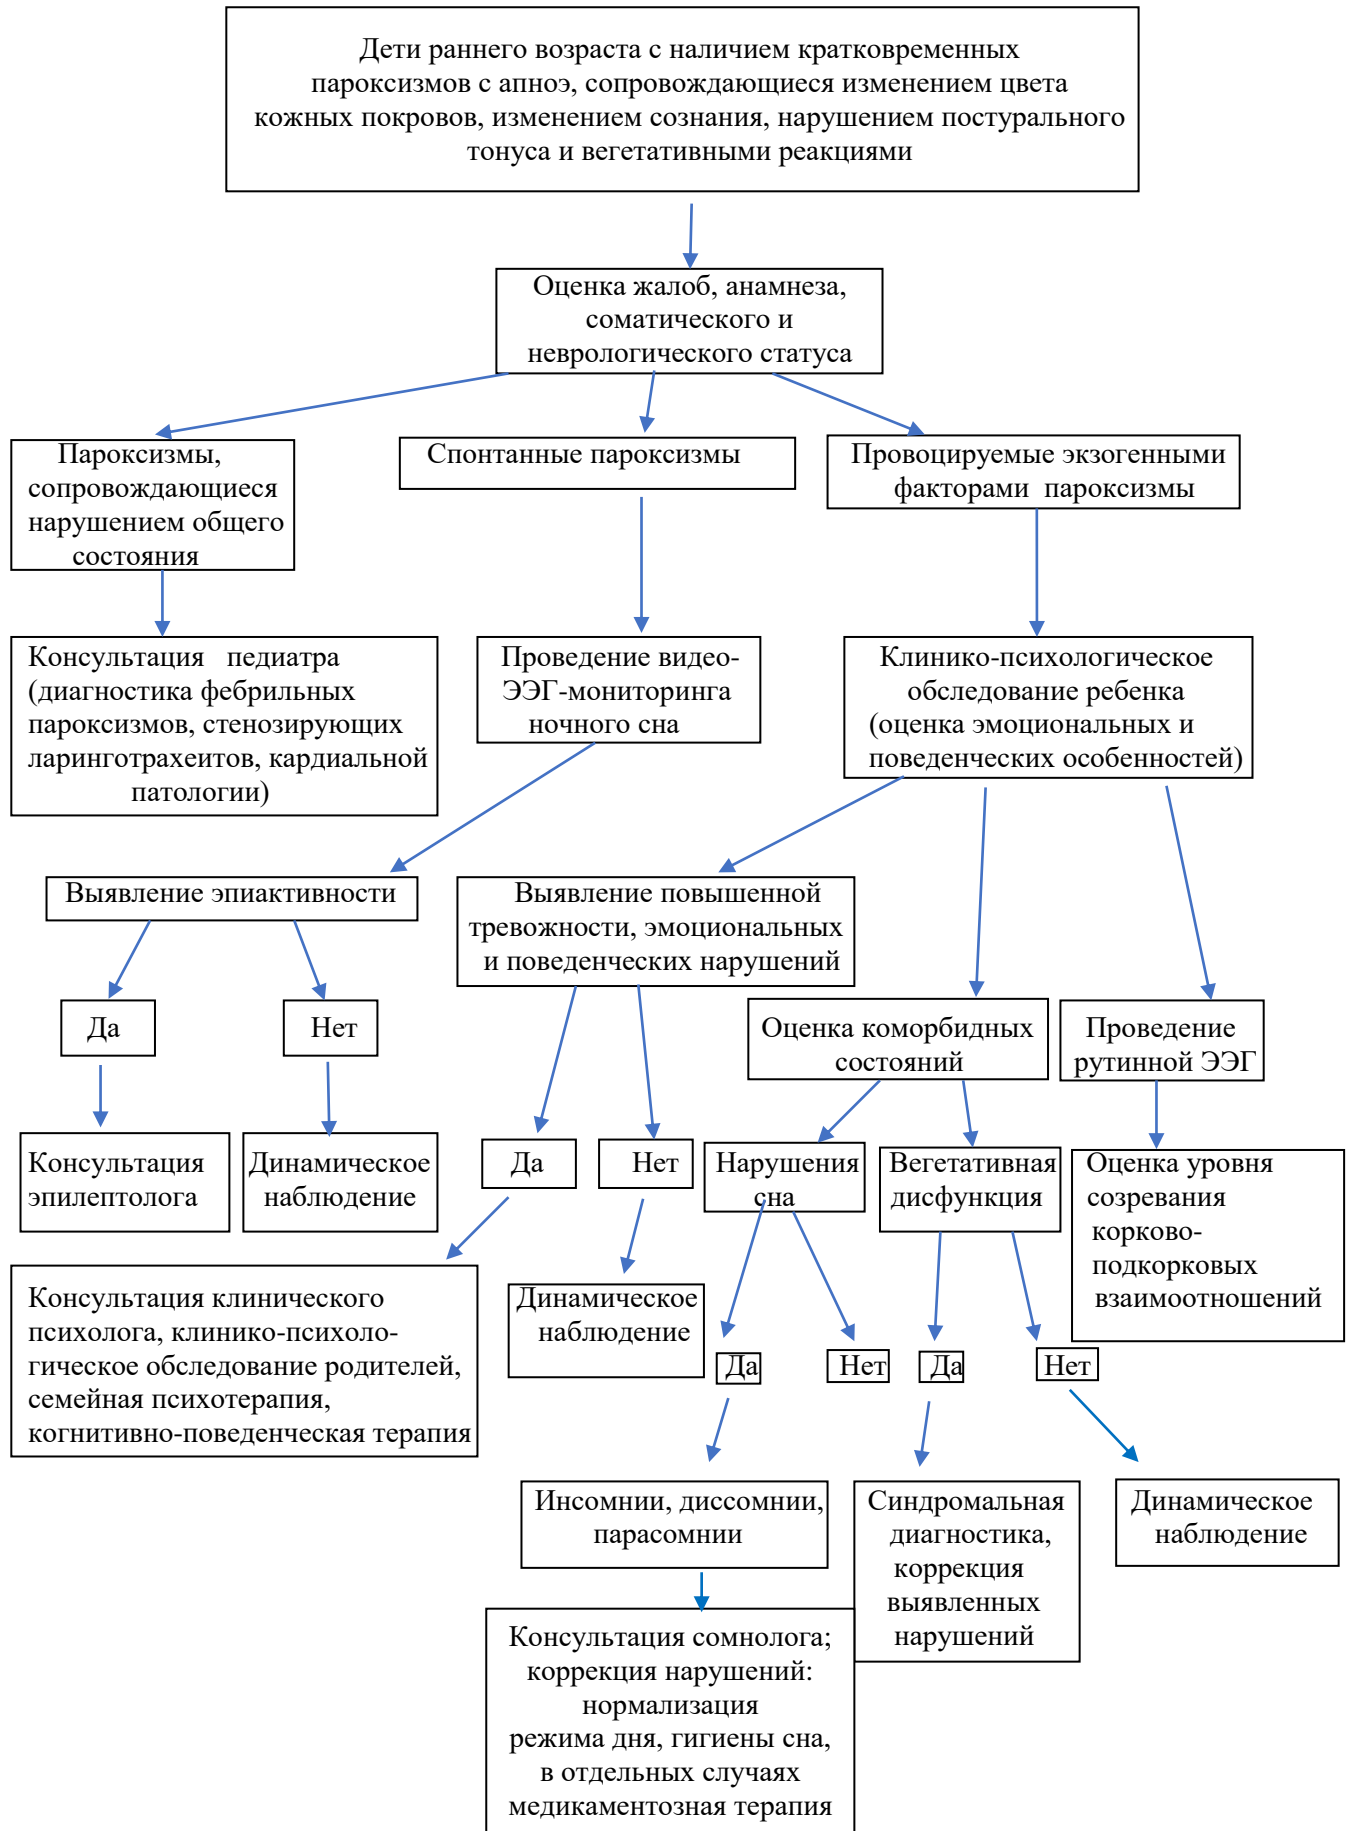 Дети раннего возраста с наличием кратковременных
пароксизмов с апноэ, сопровождающиеся изменением цвета
кожных покровов, изменением сознания, нарушением постурального
тонуса и вегетативными реакциями
Оценка жалоб, анамнеза,
соматического и
неврологического статуса
Пароксизмы,
сопровождающиеся
нарушением общего
состояния
Спонтанные пароксизмы
Провоцируемые экзогенными
факторами пароксизмы
Консультация педиатра
(диагностика фебрильных
пароксизмов, стенозирующих
ларинготрахеитов, кардиальной
патологии)
Проведение видео-
ЭЭГ-мониторинга
ночного сна
Клинико-психологическое
обследование ребенка
(оценка эмоциональных и
поведенческих особенностей)
Выявление эпиактивности
Выявление повышенной
тревожности, эмоциональных
и поведенческих нарушений
Да
Нет
Оценка коморбидных
состояний
Проведение
рутинной ЭЭГ
Консультация
эпилептолога
Динамическое
наблюдение
Да
Нет
Нарушения
сна
Вегетативная
дисфункция
Оценка уровня
созревания
корково-
подкорковых
взаимоотношений
Консультация клинического
психолога, клинико-психоло-
гическое обследование родителей,
семейная психотерапия,
когнитивно-поведенческая терапия
Динамическое
наблюдение
Да
Нет
Да
Нет
Инсомнии, диссомнии,
парасомнии
Синдромальная
диагностика,
коррекция
выявленных
нарушений
Динамическое
наблюдение
Консультация сомнолога;
коррекция нарушений:
нормализация
режима дня, гигиены сна,
в отдельных случаях
медикаментозная терапия